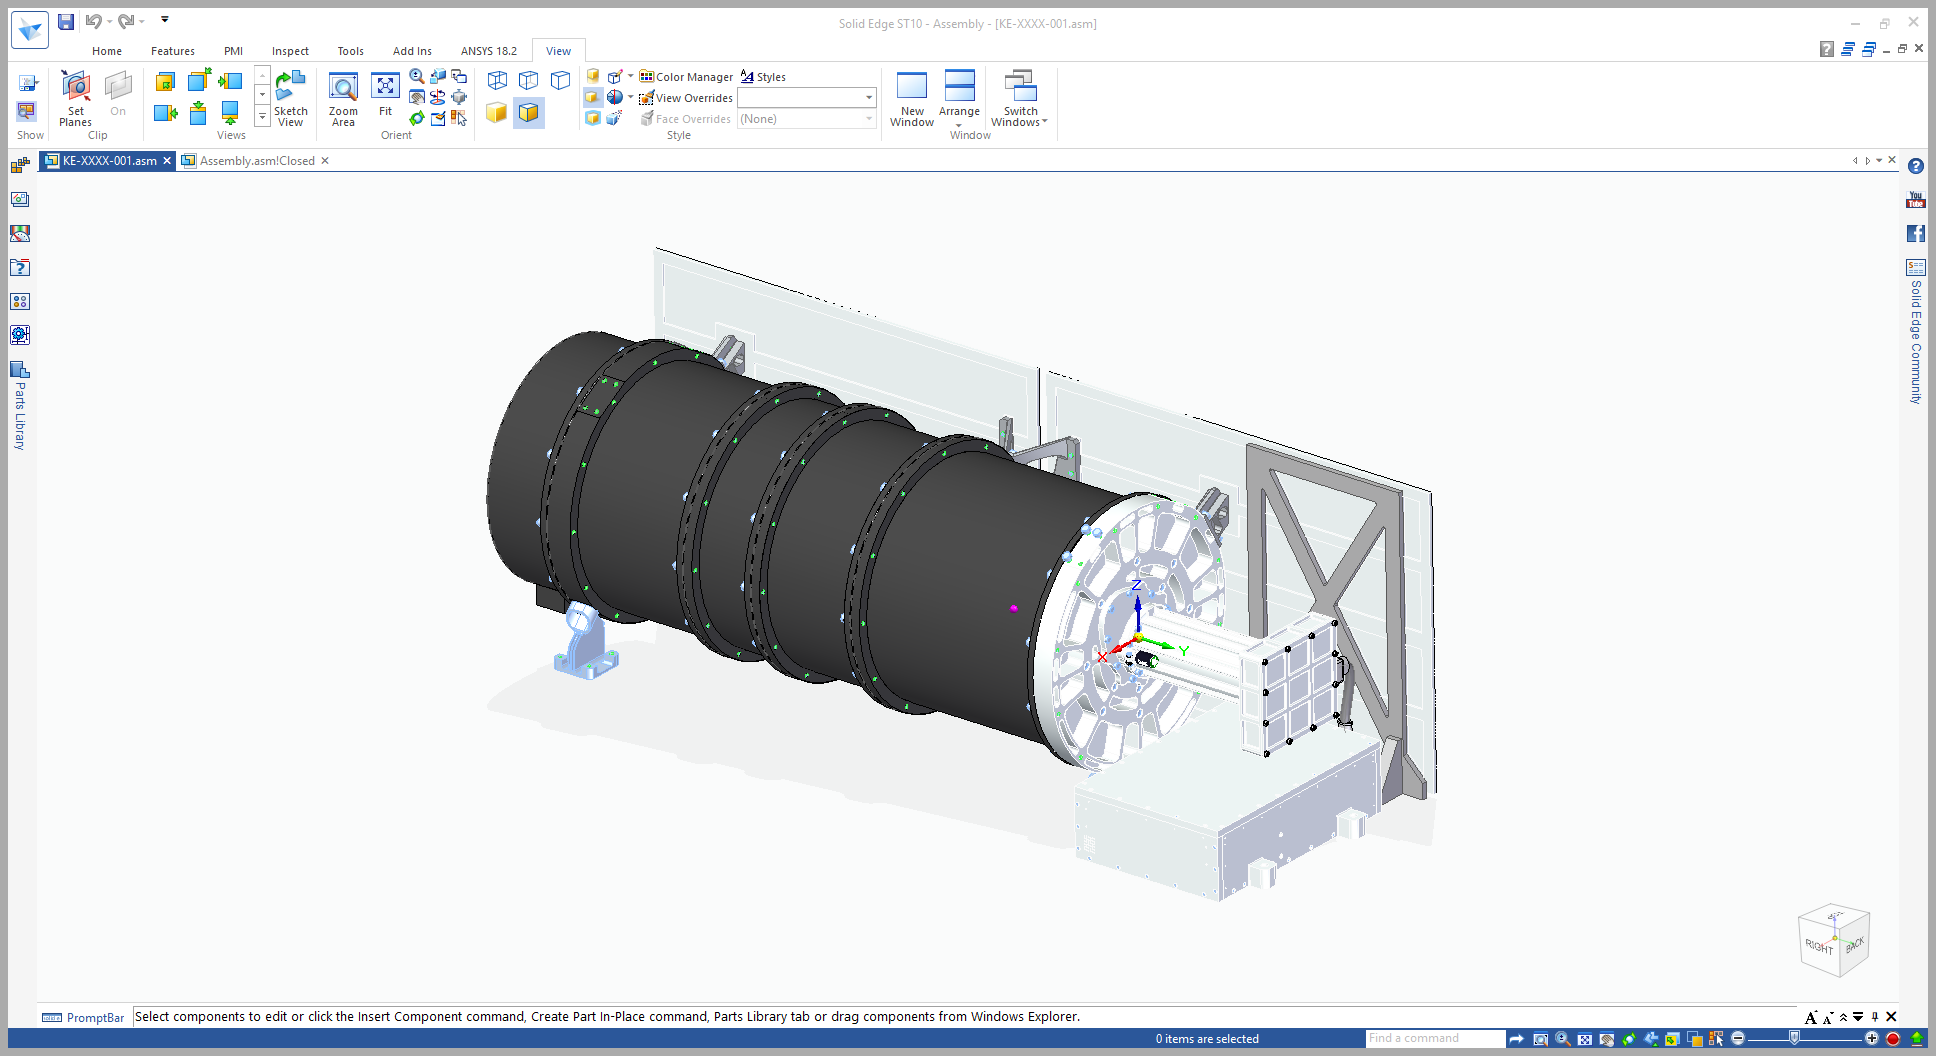 Solid Edge ST10 - Assembly - [KE-XXXX-001.asm]
Home Features PMI Inspect Tools Add Ins ANSYS 18.2 View
Color Manager Styles
View Overrides
Face Overrides (None)
Set Planes
On
Sketch View
Zoom Area
Fit
New Window
Arrange
Switch Windows
Show Clip Views Orient Style Window
KE-XXXX-001.asm Assembly.asm!Closed
You Tube
Parts Library
Solid Edge Community
Z
X
Y
RIGHT
BACK
PromptBar
Select components to edit or click the Insert Component command, Create Part In-Place command, Parts Library tab or drag components from Windows Explorer.
0 items are selected
Find a command